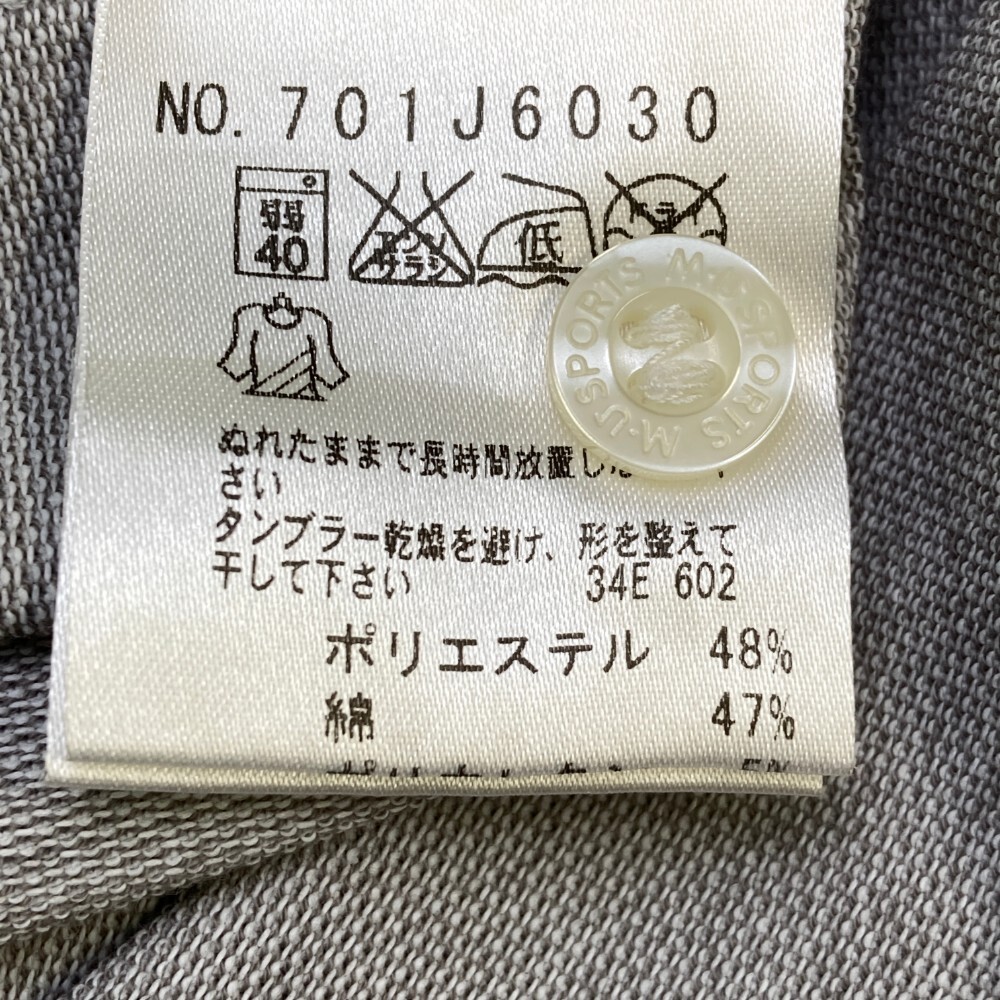 NO. 701J6030
弱
40
エンソ
サラシ
低
ドライ
M·U·SPORTS M·U·SPORTS
ぬれたままで長時間放置し
さい
タンブラー乾燥を避け、形を整えて
干して下さい 34E 602
ポリエステル 48%
綿 47%